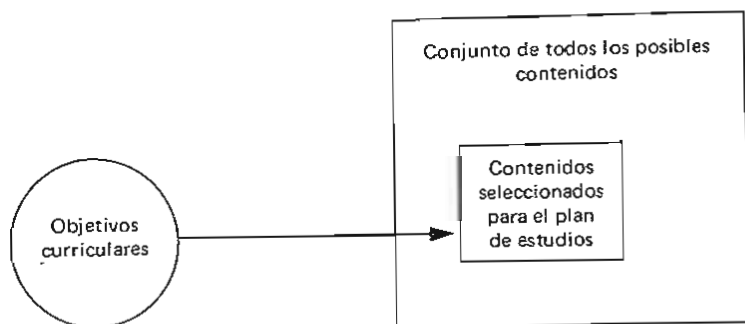 Conjunto de todos los posibles
contenidos
Contenidos
seleccionados
para el plan
de estudios
Objetivos
curriculares